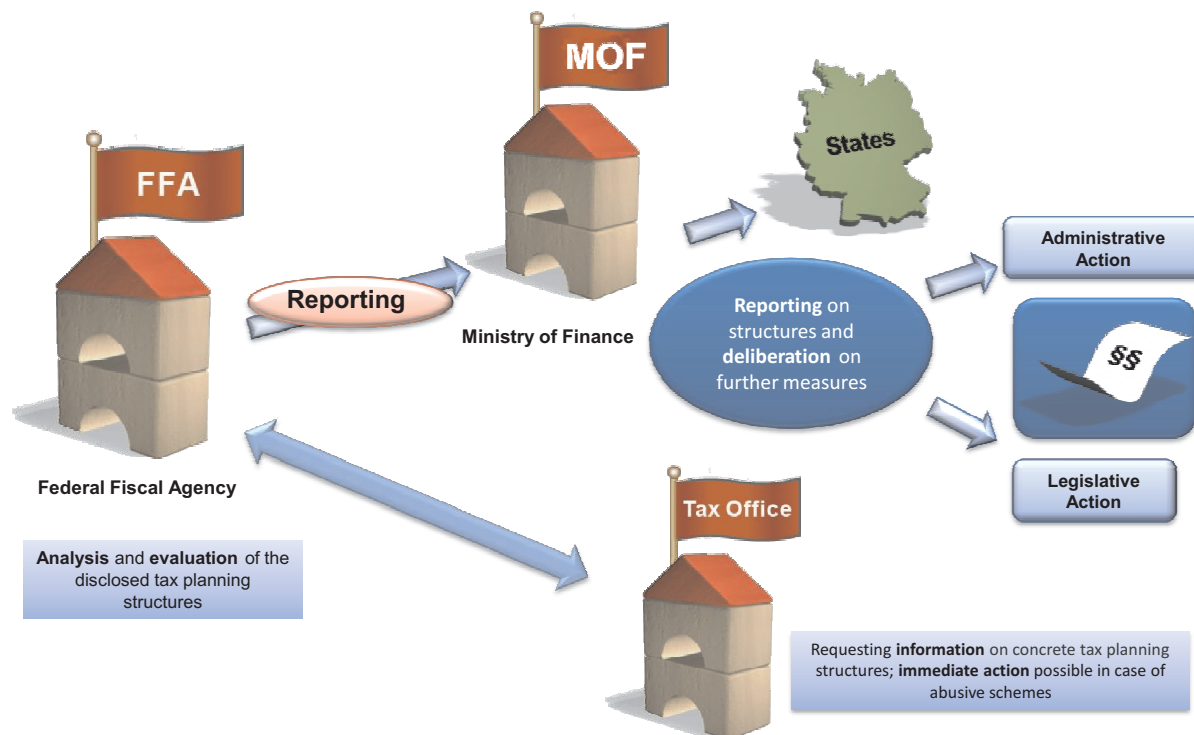 MOF
FFA
States
Administrative
Action
Reporting
Ministry of Finance
Reporting on
structures and
deliberation on
further measures
§§
Federal Fiscal Agency
Legislative
Action
Tax Office
Analysis and evaluation of the
disclosed tax planning
structures
Requesting information on concrete tax planning
structures; immediate action possible in case of
abusive schemes